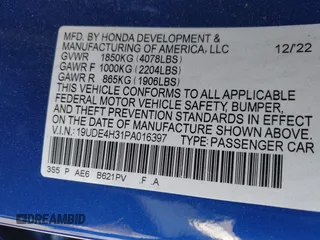 MFD. BY HONDA DEVELOPMENT &
MANUFACTURING OF AMERICA, LLC
GVWR 1850KG (4078LBS) 12/22
GAWR F 1000KG (2204LBS)
GAWR R 865KG (1906LBS)
THIS VEHICLE CONFORMS TO ALL APPLICABLE
FEDERAL MOTOR VEHICLE SAFETY, BUMPER,
AND THEFT PREVENTION STANDARDS IN EFFECT
ON THE DATE OF MANUFACTURE SHOWN ABOVE.
V.I.N.: 19UDE4H31PA016397 TYPE: PASSENGER CAR
3S5 P AE6 B621PV .F A
DREAMBID